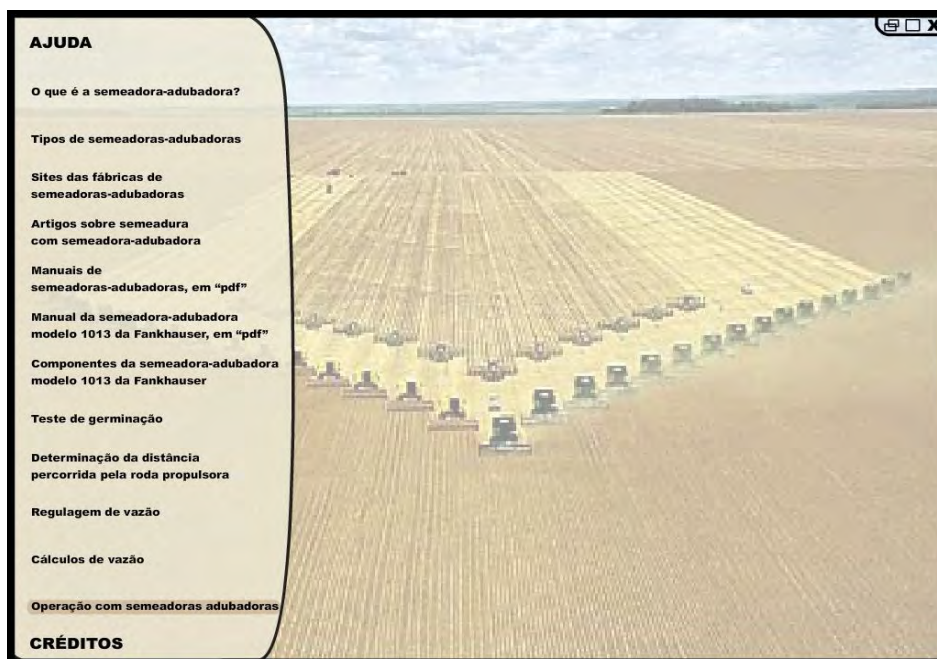 AJUDA
O que é a semeadora-adubadora?
Tipos de semeadoras-adubadoras
Sites das fábricas de
semeadoras-adubadoras
Artigos sobre semeadura
com semeadora-adubadora
Manuais de
semeadoras-adubadoras, em “pdf”
Manual da semeadora-adubadora
modelo 1013 da Fankhauser, em “pdf”
Componentes da semeadora-adubadora
modelo 1013 da Fankhauser
Teste de germinação
Determinação da distância
percorrida pela roda propulsora
Regulagem de vazão
Cálculos de vazão
Operação com semeadoras adubadoras
CRÉDITOS